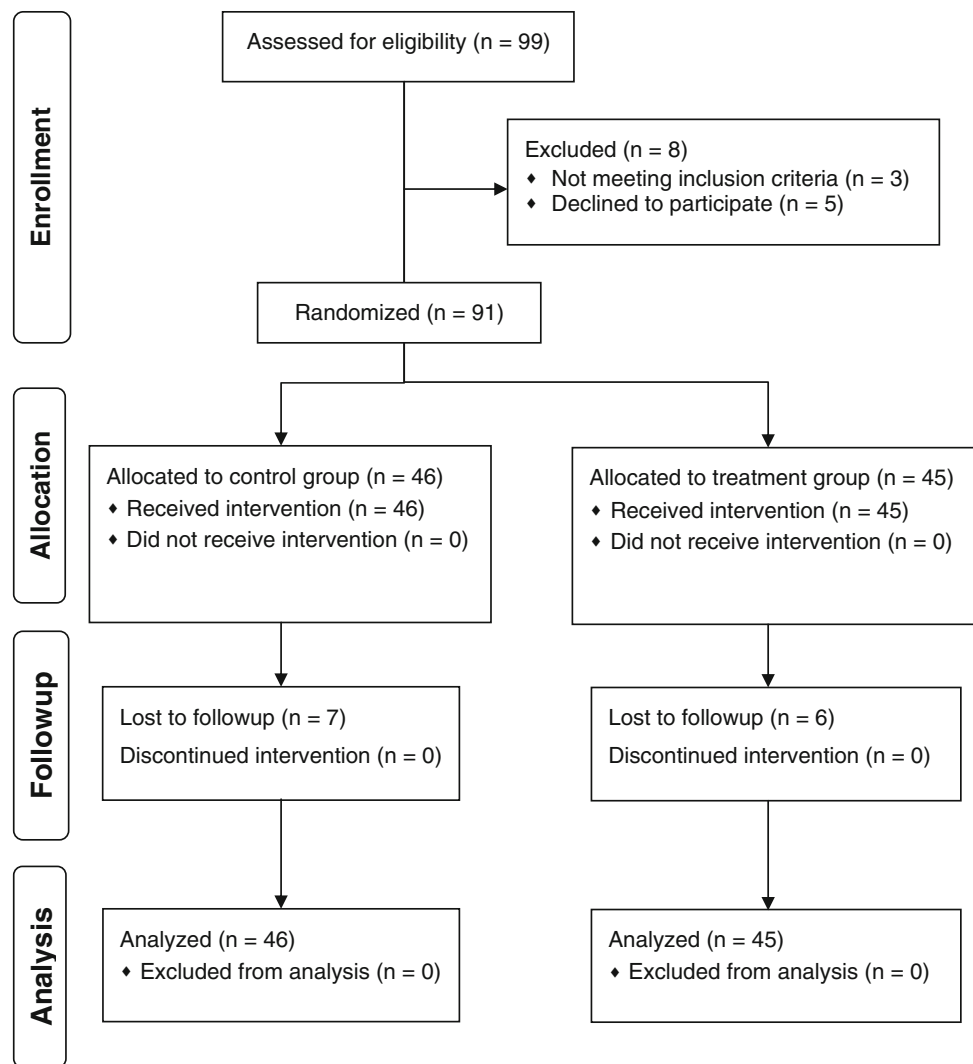 Enrollment
Assessed for eligibility (n = 99)
Excluded (n = 8)
♦ Not meeting inclusion criteria (n = 3)
♦ Declined to participate (n = 5)
Randomized (n = 91)
Allocation
Allocated to control group (n = 46)
♦ Received intervention (n = 46)
♦ Did not receive intervention (n = 0)
Allocated to treatment group (n = 45)
♦ Received intervention (n = 45)
♦ Did not receive intervention (n = 0)
Followup
Lost to followup (n = 7)
Discontinued intervention (n = 0)
Lost to followup (n = 6)
Discontinued intervention (n = 0)
Analysis
Analyzed (n = 46)
♦ Excluded from analysis (n = 0)
Analyzed (n = 45)
♦ Excluded from analysis (n = 0)